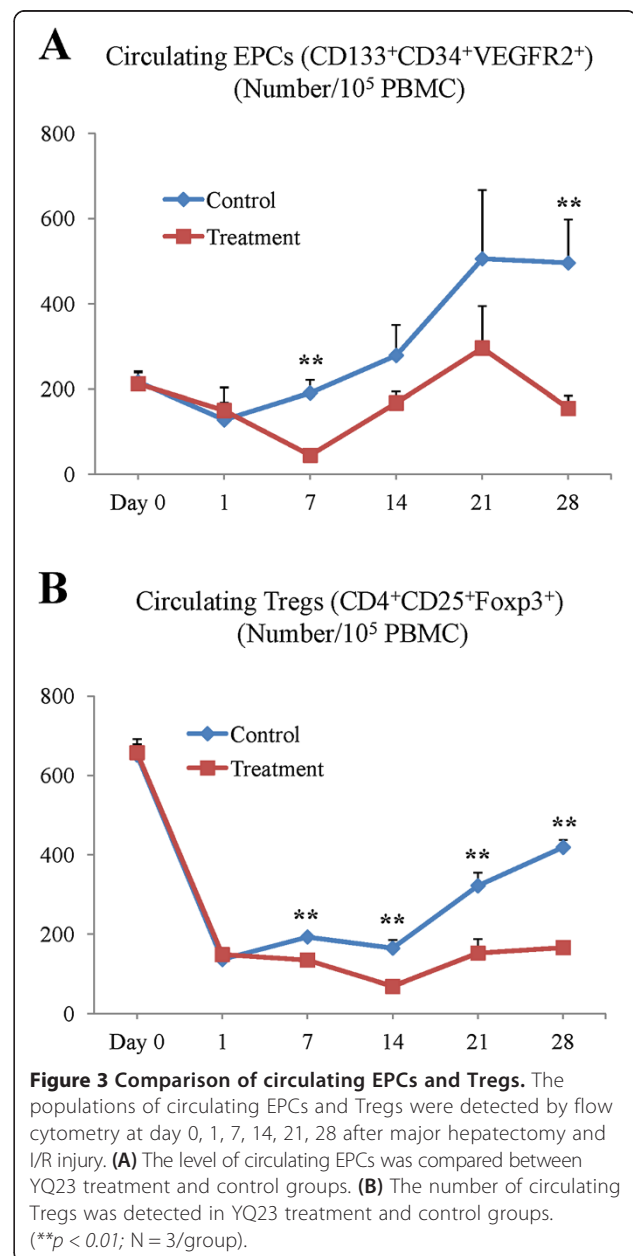 A
Circulating EPCs (CD133⁺CD34⁺VEGFR2⁺)
(Number/10⁵ PBMC)
800
600
400
200
0
Control
Treatment
**
**
Day 0 1 7 14 21 28
B
Circulating Tregs (CD4⁺CD25⁺Foxp3⁺)
(Number/10⁵ PBMC)
800
600
400
200
0
Control
Treatment
**
**
**
**
Day 0 1 7 14 21 28
Figure 3 Comparison of circulating EPCs and Tregs. The
populations of circulating EPCs and Tregs were detected by flow
cytometry at day 0, 1, 7, 14, 21, 28 after major hepatectomy and
I/R injury. (A) The level of circulating EPCs was compared between
YQ23 treatment and control groups. (B) The number of circulating
Tregs was detected in YQ23 treatment and control groups.
(**p < 0.01; N = 3/group).